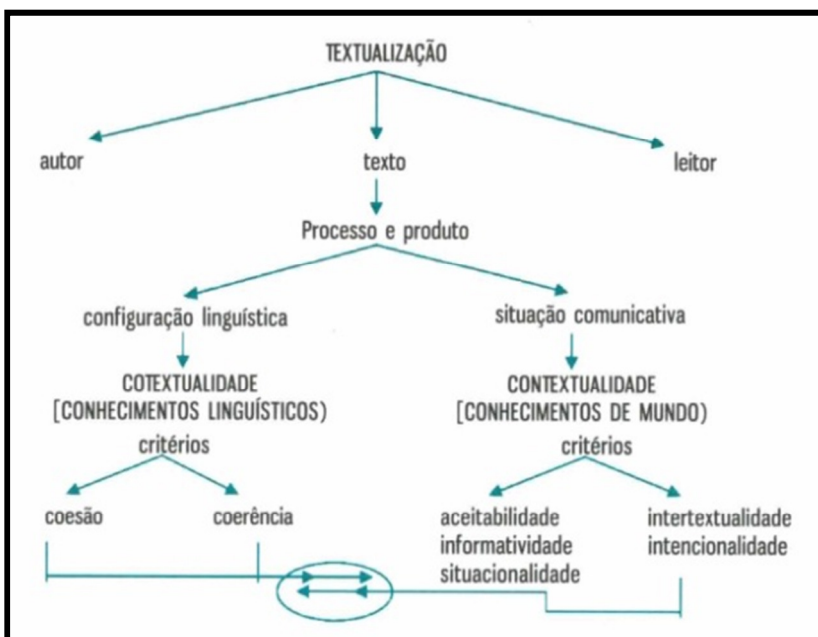 TEXTUALIZAÇÃO
autor
texto
leitor
Processo e produto
configuração linguística
situação comunicativa
COTEXTUALIDADE
[CONHECIMENTOS LINGUÍSTICOS)
critérios
CONTEXTUALIDADE
[CONHECIMENTOS DE MUNDO)
critérios
coesão
coerência
aceitabilidade
informatividade
situacionalidade
intertextualidade
intencionalidade